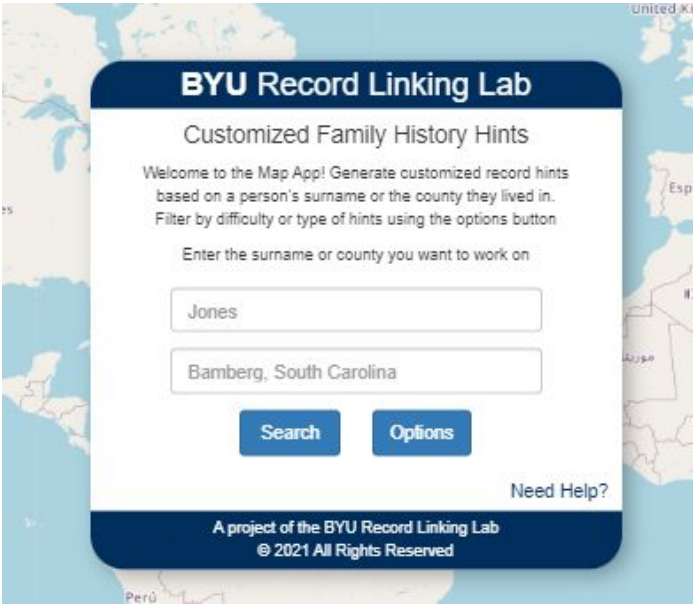 United Ki
BYU Record Linking Lab
Customized Family History Hints
Welcome to the Map App! Generate customized record hints
based on a person's surname or the county they lived in.
Filter by difficulty or type of hints using the options button
Esp
es
Enter the surname or county you want to work on
Jones
Bamberg, South Carolina
Search Options
Need Help?
A project of the BYU Record Linking Lab
© 2021 All Rights Reserved
Perú